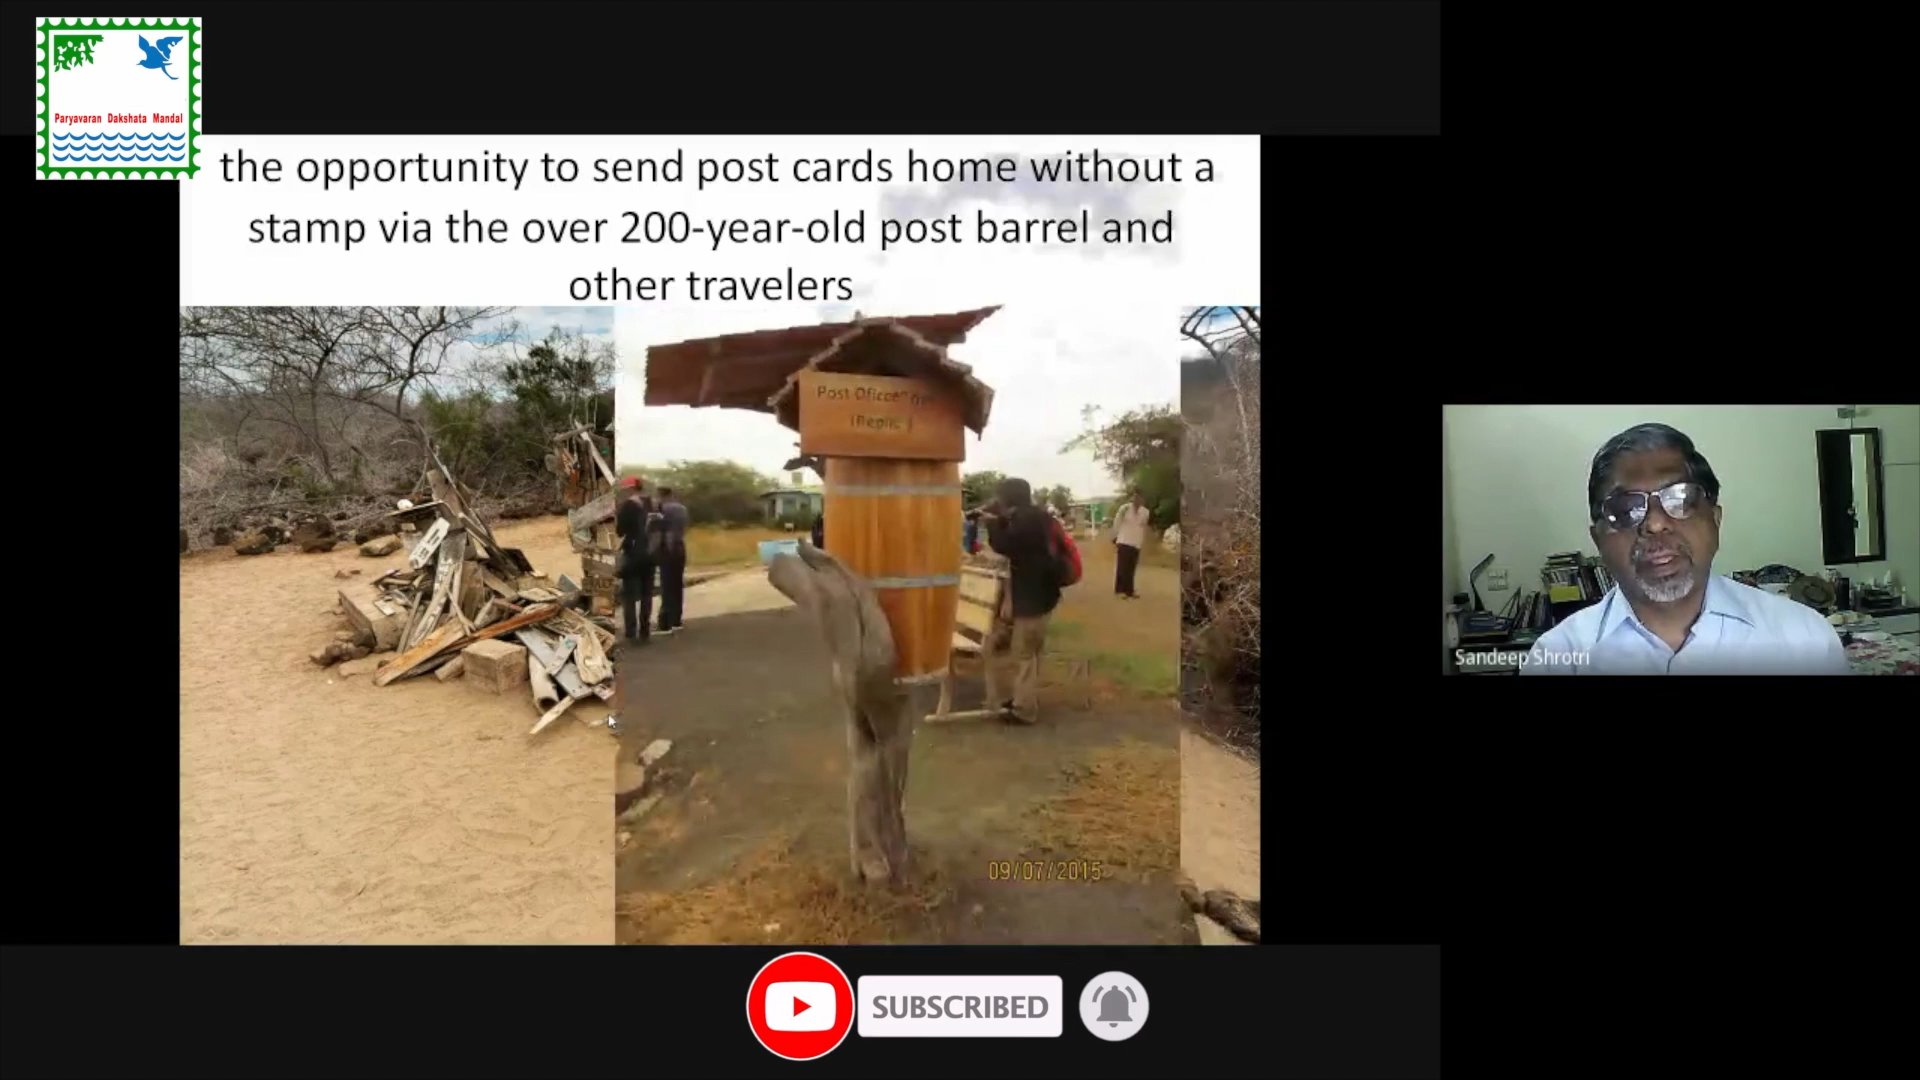 Paryavaran Dakshata Mandal
the opportunity to send post cards home without a
stamp via the over 200-year-old post barrel and
other travelers
Post
09/07/2015
Sandeep Shrotri
SUBSCRIBED